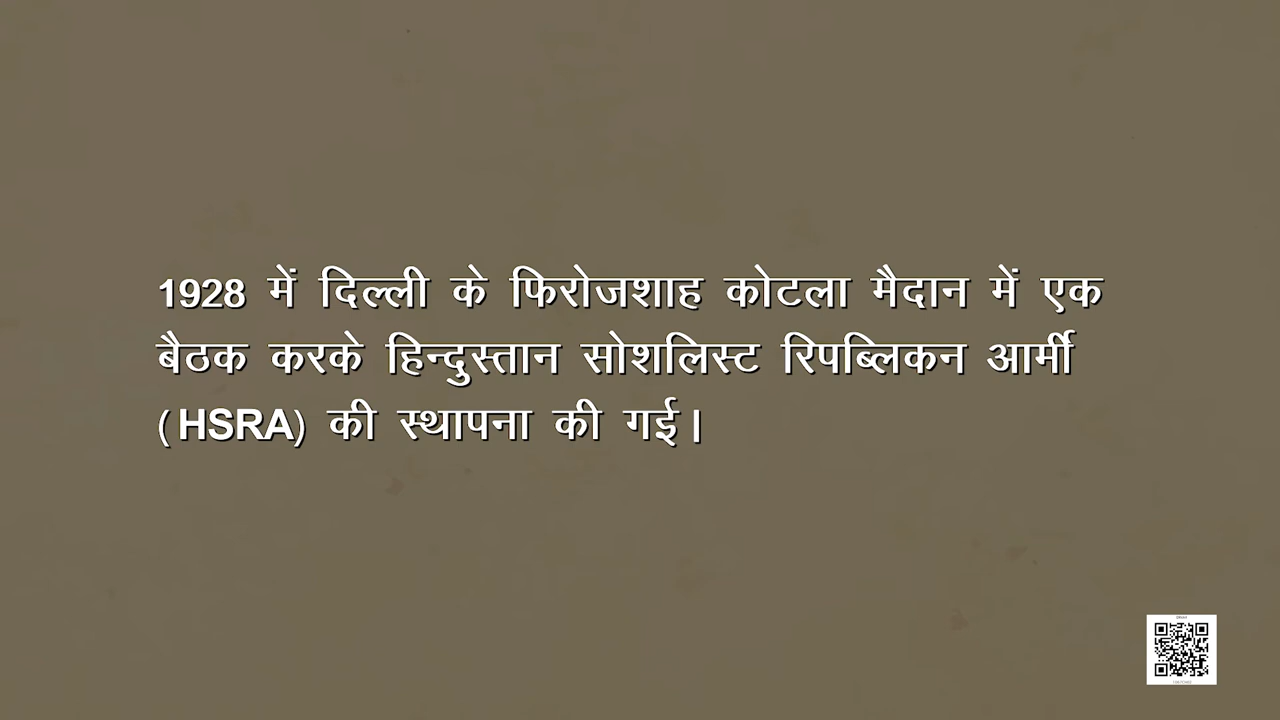 1928 में दिल्ली के फिरोजशाह कोटला मैदान में एक
बैठक करके हिन्दुस्तान सोशलिस्ट रिपब्लिकन आर्मी
(HSRA) की स्थापना की गई।